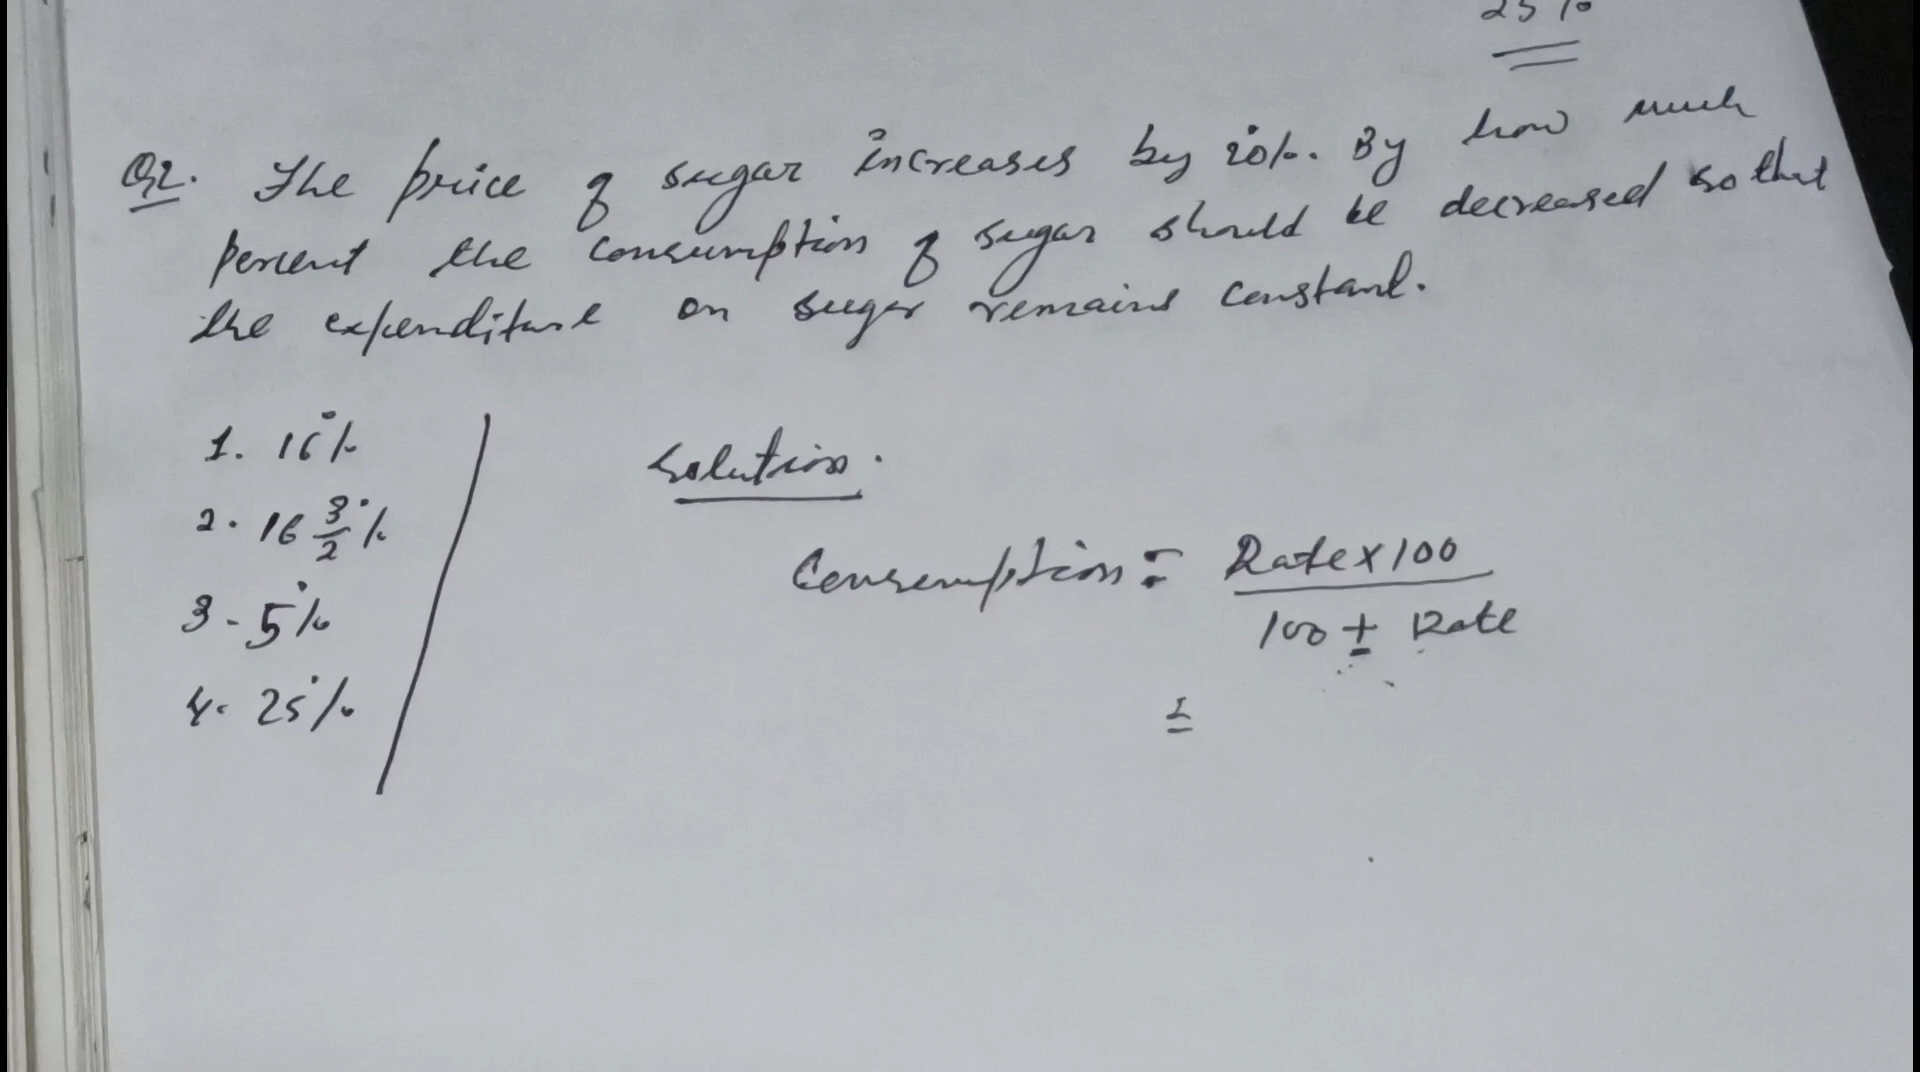 25%
Q2. The price of sugar increases by 20%. By how much
percent the consumption of sugar should be decreased so that
the expenditure on sugar remains constant.
1. 16%
2. 16 3/2 %
3. 5%
4. 25%
Solution.
Consumption = Rate×100 / 100 ± Rate
=